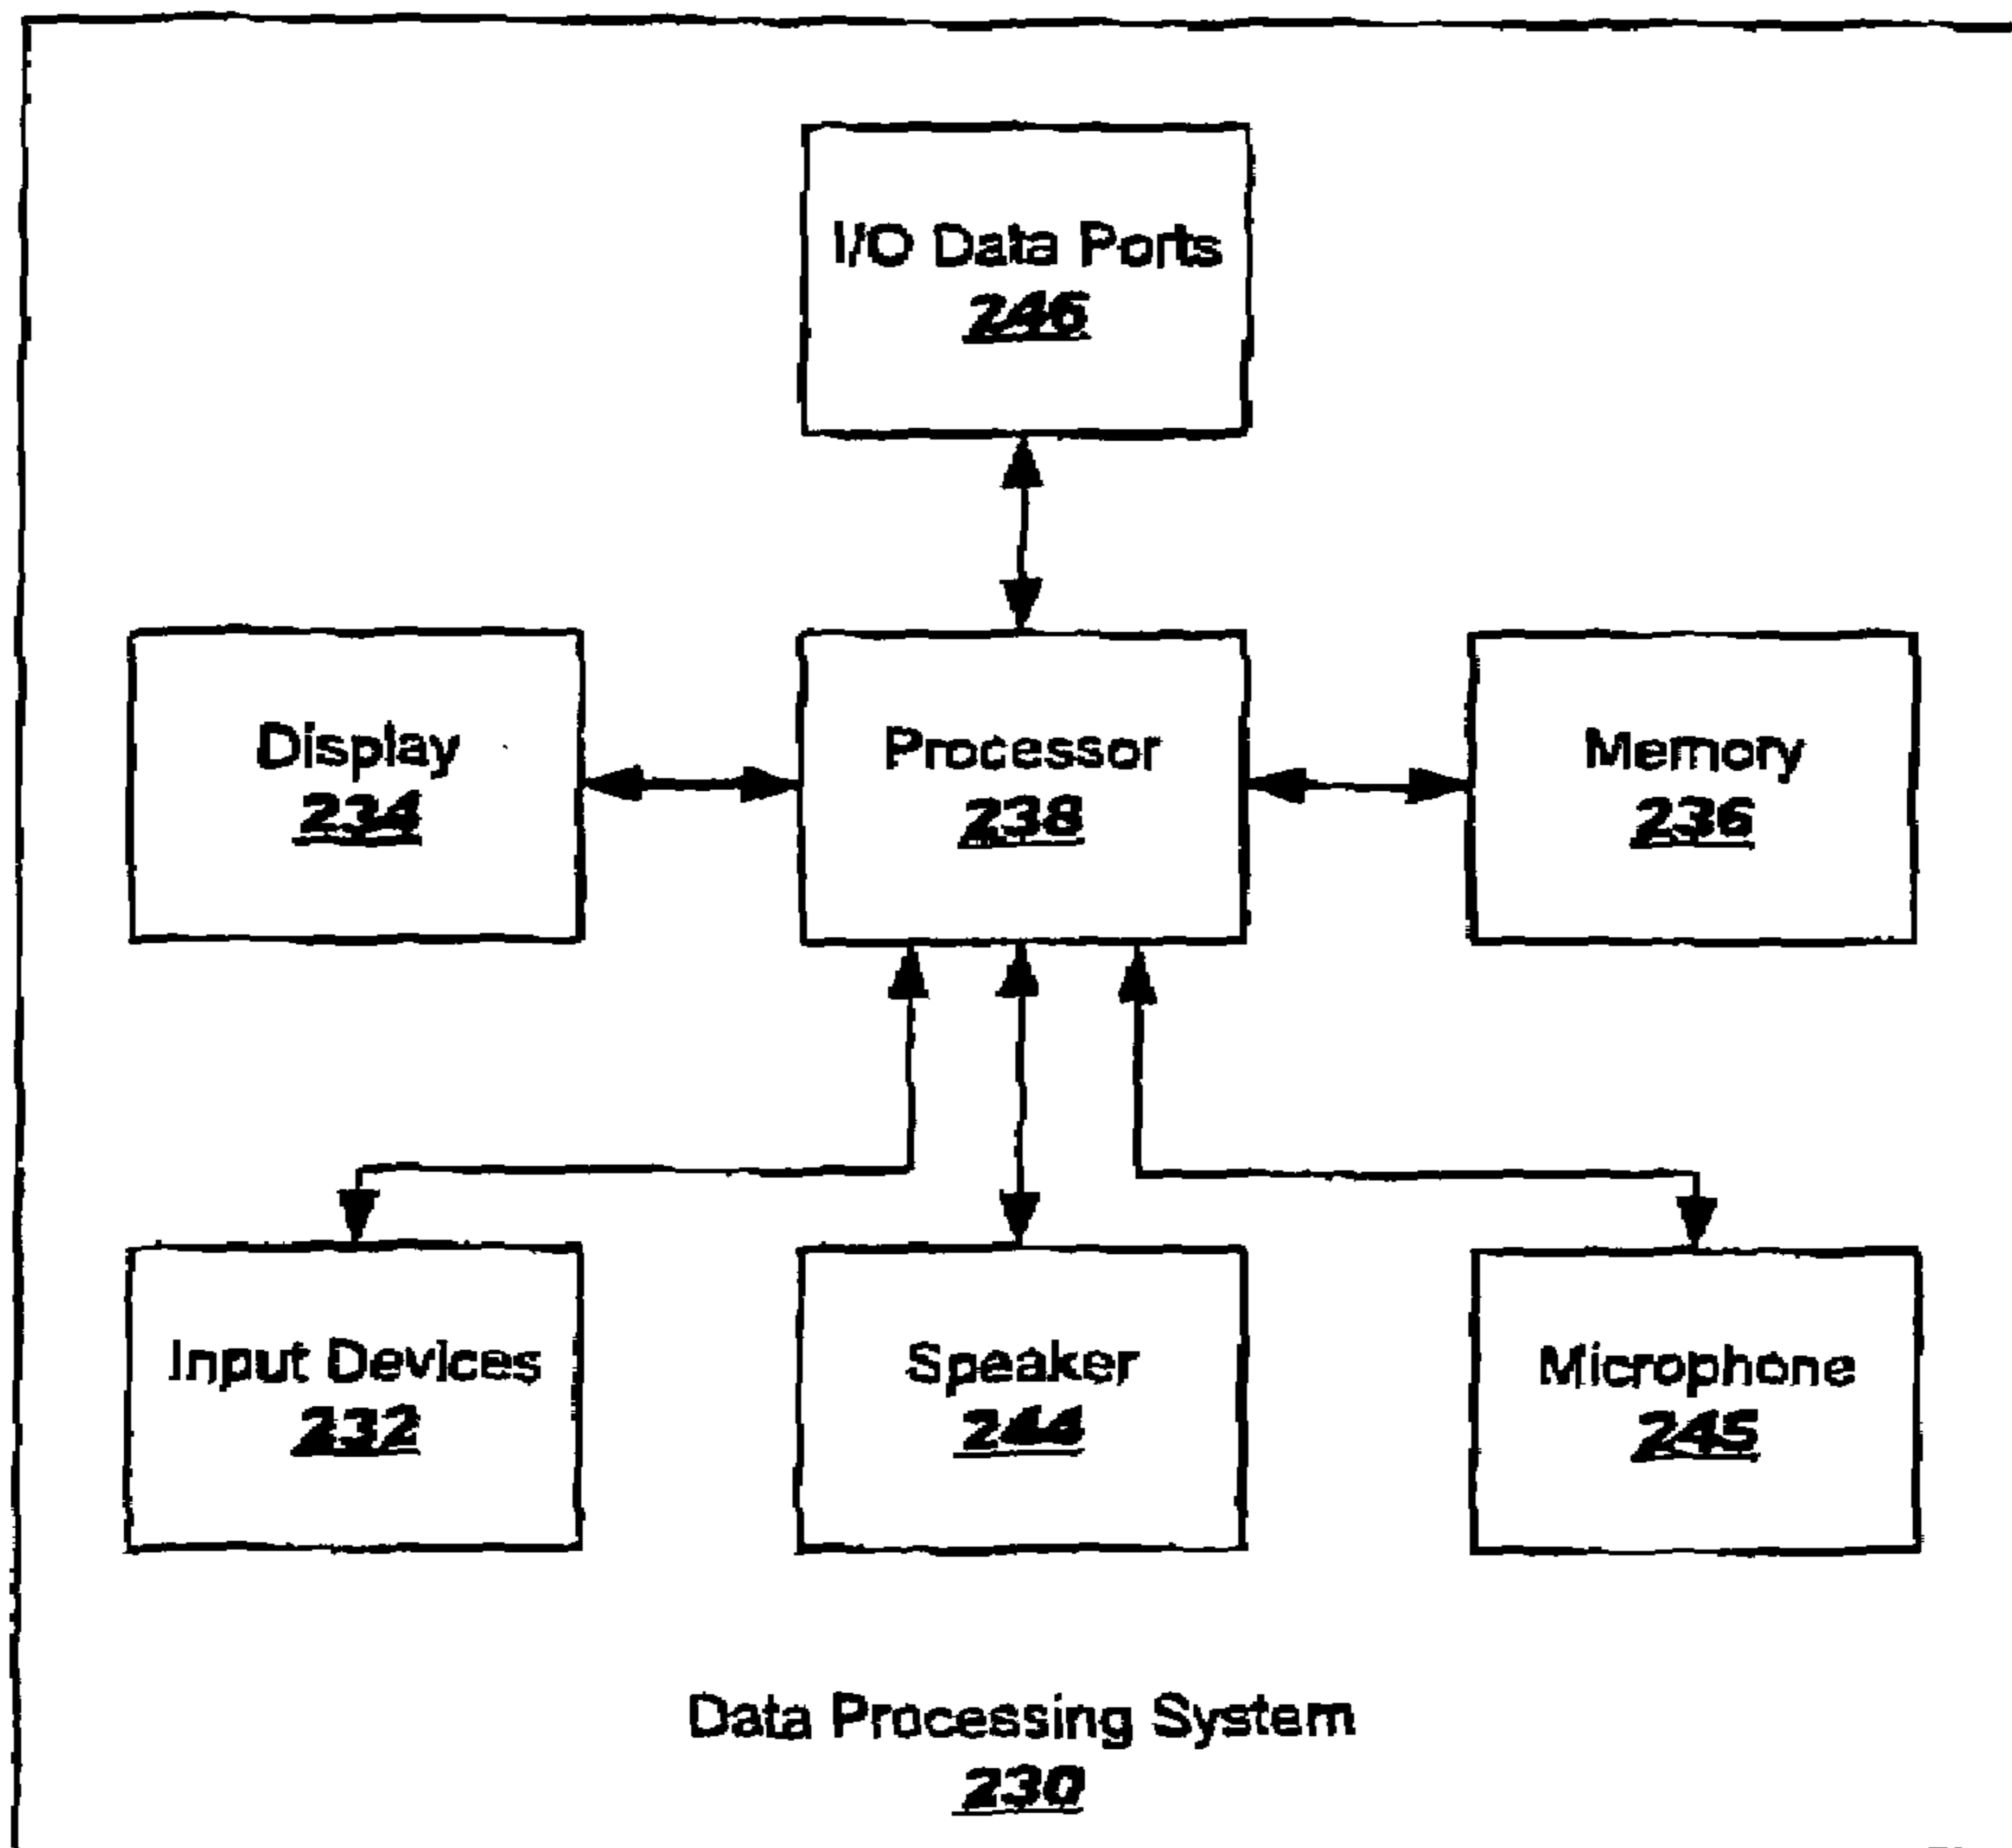 I/O Data Ports
246
Display
234
Processor
238
Memory
236
Input Devices
232
Speaker
244
Microphone
245
Data Processing System
230